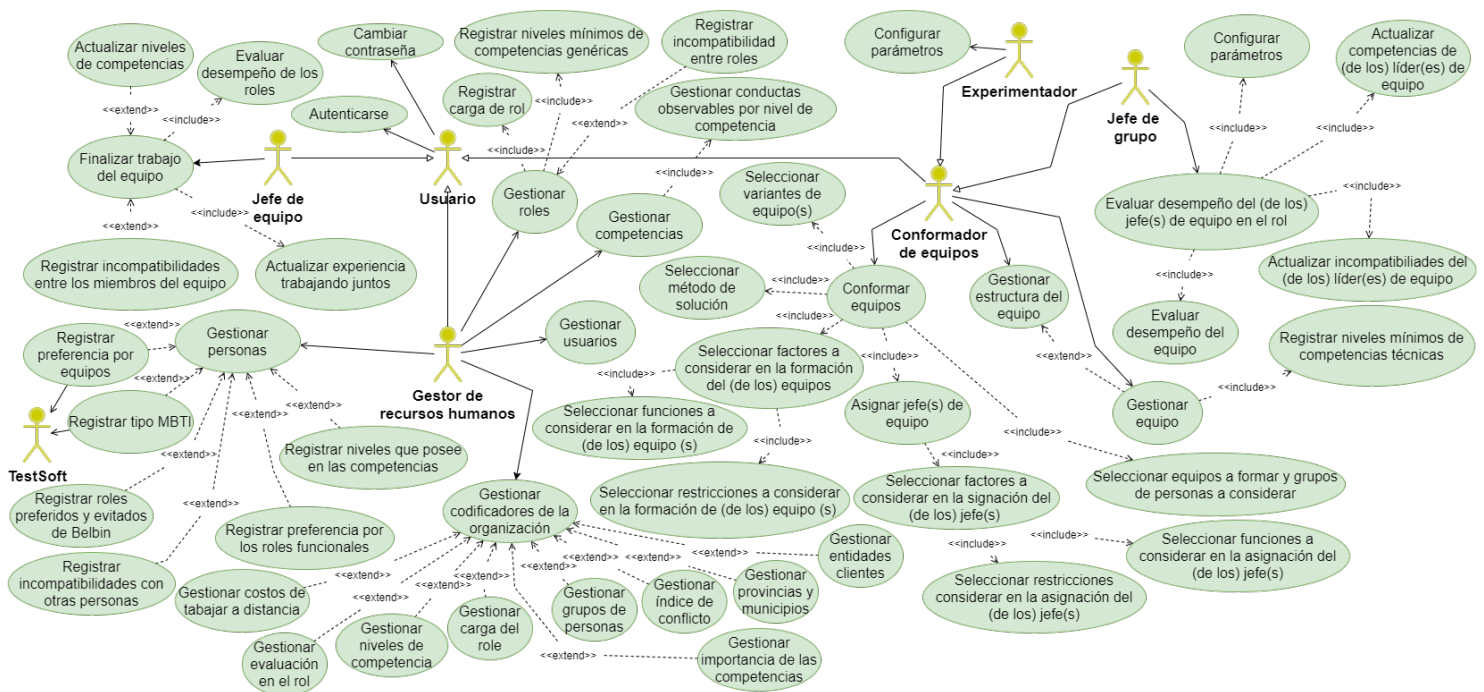 Actualizar niveles
de competencias
Evaluar
desempeño de los
roles
Cambiar
contraseña
Registrar niveles mínimos de
competencias genéricas
Registrar
incompatibilidad
entre roles
Configurar
parámetros
Experimentador
Configurar
parámetros
Actualizar
competencias de
(de los) líder(es) de
equipo
<<extend>>
<<include>>
Autenticarse
Registrar
carga de rol
<<include>>
<<include>>
<<extend>>
Gestionar conductas
observables por nivel de
competencia
Jefe de
grupo
<<include>>
<<include>>
Finalizar trabajo
del equipo
Jefe de
equipo
Usuario
Gestionar
roles
<<include>>
Gestionar
competencias
Seleccionar
variantes de
equipo(s)
Conformador
de equipos
Evaluar desempeño del (de los)
jefe(s) de equipo en el rol
<<include>>
<<extend>>
<<include>>
Registrar incompatibilidades
entre los miembros del equipo
Actualizar experiencia
trabajando juntos
Seleccionar
método de
solución
<<include>>
<<include>>
Conformar
equipos
Gestionar
estructura del
equipo
<<include>>
Actualizar incompatibiliades del
(de los) líder(es) de equipo
Evaluar
desempeño del
equipo
Registrar
preferencia por
equipos
<<extend>>
<<extend>>
Gestionar
personas
Gestor de
recursos humanos
Gestionar
usuarios
<<include>>
Seleccionar factores a
considerar en la formación
del (de los) equipos
<<include>>
<<include>>
<<extend>>
Registrar niveles mínimos de
competencias técnicas
<<include>>
Gestionar
equipo
Registrar tipo MBTI
TestSoft
<<extend>>
<<extend>>
<<extend>>
<<extend>>
Registrar niveles que posee
en las competencias
Seleccionar funciones a
considerar en la formación de
(de los) equipo (s)
<<include>>
Asignar jefe(s) de
equipo
<<include>>
<<include>>
Registrar roles
preferidos y evitados
de Belbin
<<extend>>
Registrar preferencia por
los roles funcionales
Gestionar
codificadores de la
organización
Seleccionar restricciones a considerar
en la formación de (de los) equipo (s)
Seleccionar factores a
considerar en la signación del
(de los) jefe(s)
Seleccionar equipos a formar y grupos
de personas a considerar
Registrar
incompatibilidades con
otras personas
<<extend>>
<<extend>>
<<extend>>
<<extend>>
<<extend>>
<<extend>>
<<extend>>
Gestionar
entidades
clientes
<<include>>
<<include>>
Seleccionar funciones a
considerar en la asignación del
(de los) jefe(s)
Seleccionar restricciones
considerar en la asignación del
(de los) jefe(s)
Gestionar costos de
tabajar a distancia
Gestionar
evaluación
en el rol
Gestionar
niveles de
competencia
Gestionar
carga del
role
Gestionar
grupos de
personas
Gestionar
índice de
conflicto
Gestionar
provincias y
municipios
<<extend>>
Gestionar
importancia de las
competencias